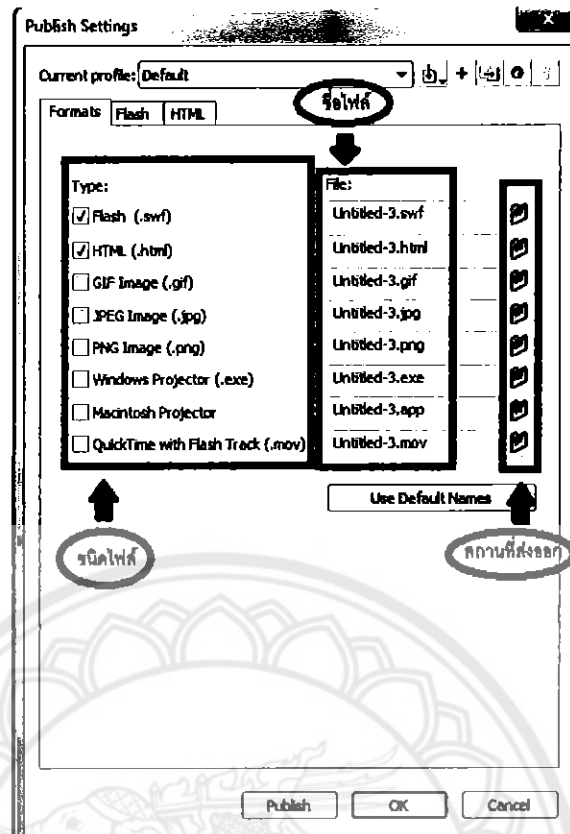 Publish Settings
Current profile: Default
Formats Flash HTML
ชื่อไฟล์
Type: File:
Flash (.swf) Untitled-3.swf
HTML (.html) Untitled-3.html
GIF Image (.gif) Untitled-3.gif
JPEG Image (.jpg) Untitled-3.jpg
PNG Image (.png) Untitled-3.png
Windows Projector (.exe) Untitled-3.exe
Macintosh Projector Untitled-3.app
QuickTime with Flash Track (.mov) Untitled-3.mov
Use Default Names
ชนิดไฟล์ สถานที่ส่งออก
Publish OK Cancel